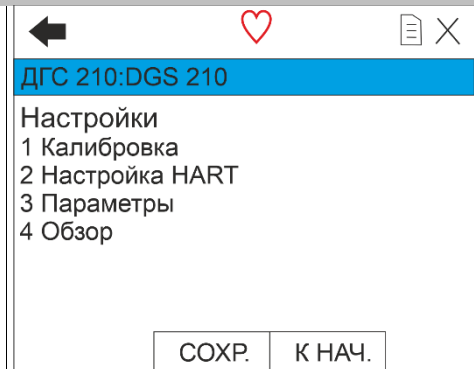 ДГС 210:DGS 210
Настройки
1 Калибровка
2 Настройка HART
3 Параметры
4 Обзор
СОХР. К НАЧ.